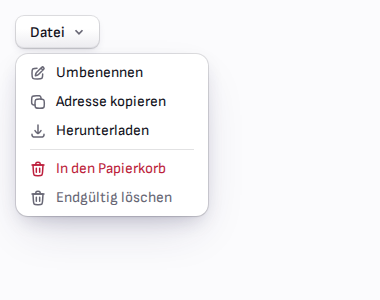 Datei
Umbenennen
Adresse kopieren
Herunterladen
In den Papierkorb
Endgültig löschen